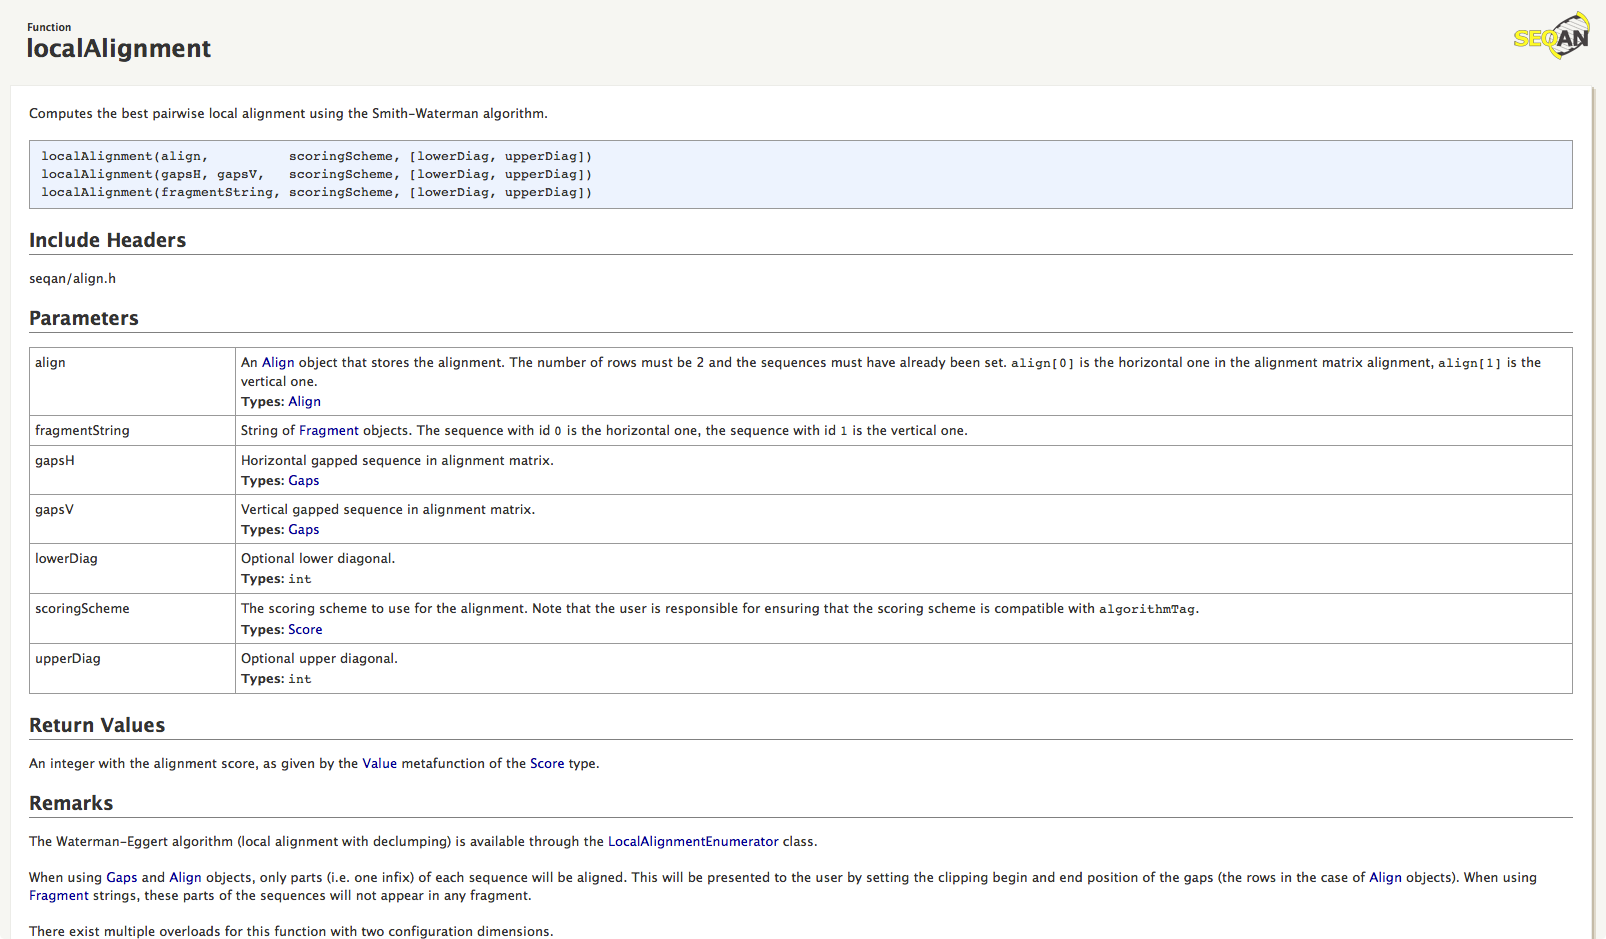 Function
localAlignment
SEQAN
Computes the best pairwise local alignment using the Smith-Waterman algorithm.
localAlignment(align,          scoringScheme, [lowerDiag, upperDiag])
localAlignment(gapsH, gapsV,   scoringScheme, [lowerDiag, upperDiag])
localAlignment(fragmentString, scoringScheme, [lowerDiag, upperDiag])
Include Headers
seqan/align.h
Parameters
align
An Align object that stores the alignment. The number of rows must be 2 and the sequences must have already been set. align[0] is the horizontal one in the alignment matrix alignment, align[1] is the
vertical one.
Types: Align
fragmentString
String of Fragment objects. The sequence with id 0 is the horizontal one, the sequence with id 1 is the vertical one.
gapsH
Horizontal gapped sequence in alignment matrix.
Types: Gaps
gapsV
Vertical gapped sequence in alignment matrix.
Types: Gaps
lowerDiag
Optional lower diagonal.
Types: int
scoringScheme
The scoring scheme to use for the alignment. Note that the user is responsible for ensuring that the scoring scheme is compatible with algorithmTag.
Types: Score
upperDiag
Optional upper diagonal.
Types: int
Return Values
An integer with the alignment score, as given by the Value metafunction of the Score type.
Remarks
The Waterman-Eggert algorithm (local alignment with declumping) is available through the LocalAlignmentEnumerator class.
When using Gaps and Align objects, only parts (i.e. one infix) of each sequence will be aligned. This will be presented to the user by setting the clipping begin and end position of the gaps (the rows in the case of Align objects). When using
Fragment strings, these parts of the sequences will not appear in any fragment.
There exist multiple overloads for this function with two configuration dimensions.